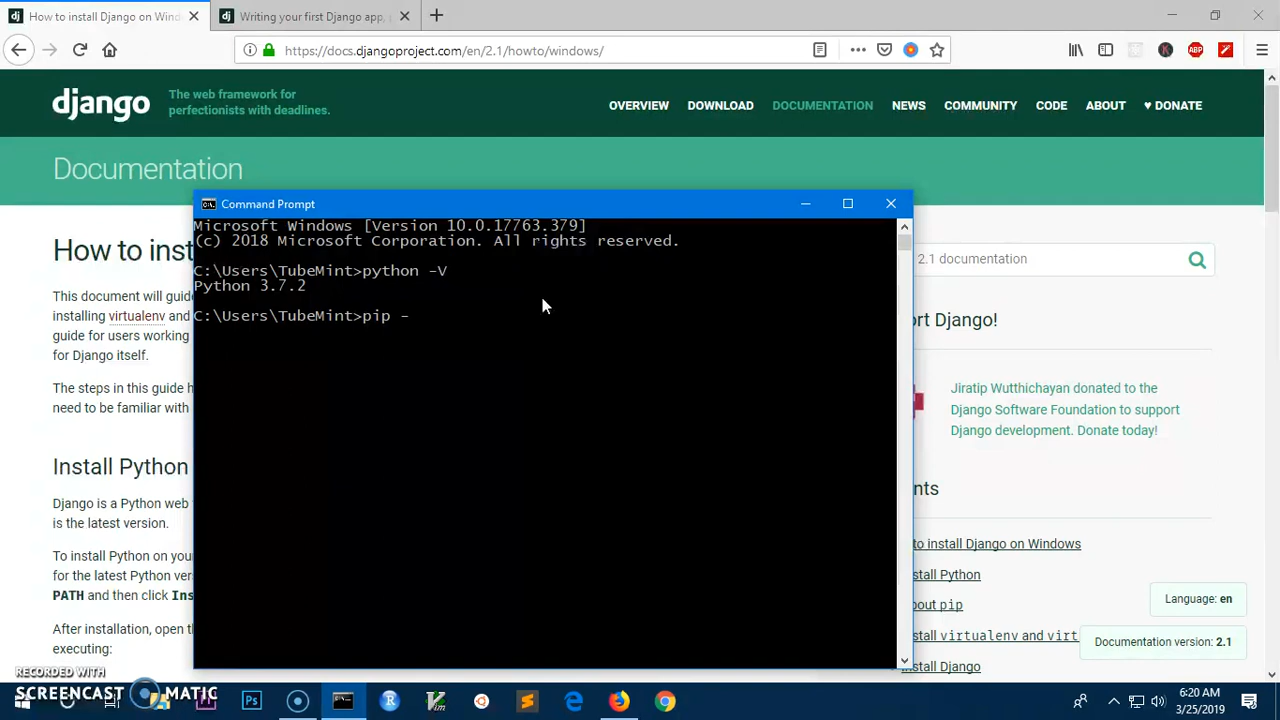 How to install Django on Wind
Writing your first Django app,
https://docs.djangoproject.com/en/2.1/howto/windows/
ABP
django
The web framework for
perfectionists with deadlines.
OVERVIEW DOWNLOAD DOCUMENTATION NEWS COMMUNITY CODE ABOUT ♥ DONATE
Documentation
Command Prompt
Microsoft Windows [Version 10.0.17763.379]
(c) 2018 Microsoft Corporation. All rights reserved.
C:\Users\TubeMint>python -V
Python 3.7.2
C:\Users\TubeMint>pip -
How to inst
This document will guid
installing virtualenv and
guide for users working
for Django itself.
The steps in this guide h
need to be familiar with
Install Python
Django is a Python web
is the latest version.
To install Python on your
for the latest Python ver
PATH and then click Ins
After installation, open th
executing:
2.1 documentation
ort Django!
Jiratip Wutthichayan donated to the
Django Software Foundation to support
Django development. Donate today!
nts
to install Django on Windows
nstall Python
bout pip
nstall virtualenv and virt
nstall Django
Language: en
Documentation version: 2.1
RECORDED WITH
SCREENCAST MATIC
6:20 AM
3/25/2019